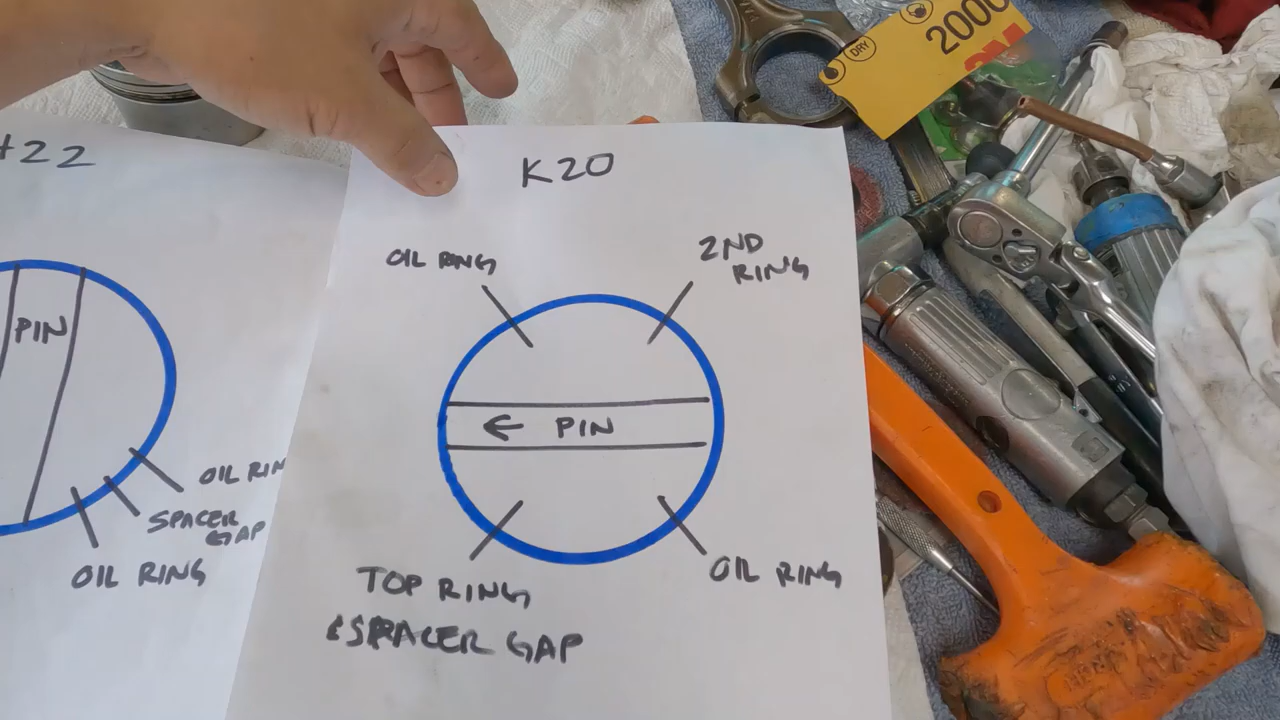 H22
PIN
OIL RIN
SPACER
GAP
OIL RING
K20
OIL RING
2ND
RING
← PIN
TOP RING
& SPACER GAP
OIL RING
DRY
2000
3M